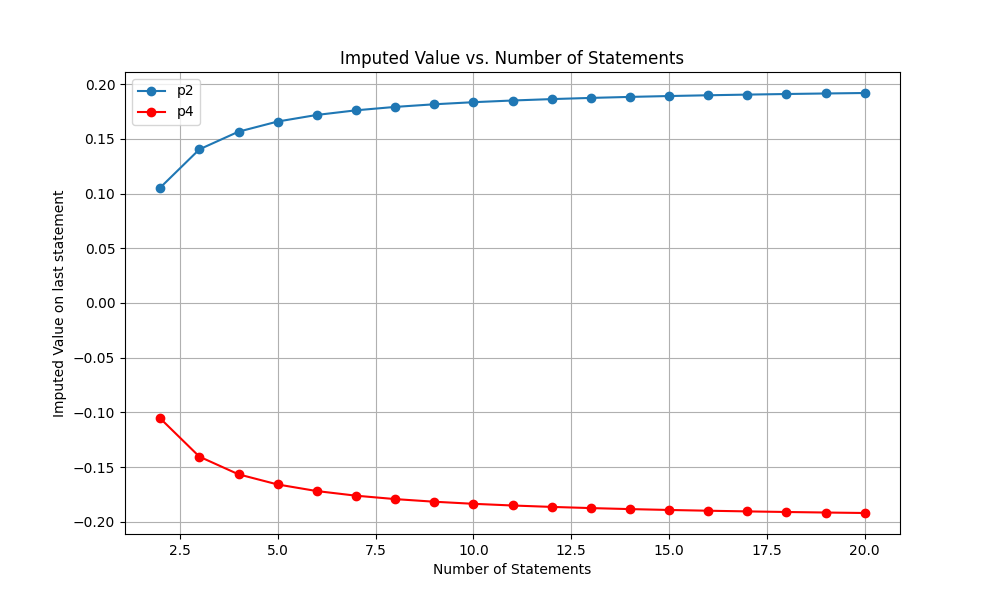 Imputed Value vs. Number of Statements
p2
p4
0.20
0.15
0.10
0.05
0.00
−0.05
−0.10
−0.15
−0.20
Imputed Value on last statement
2.5 5.0 7.5 10.0 12.5 15.0 17.5 20.0
Number of Statements